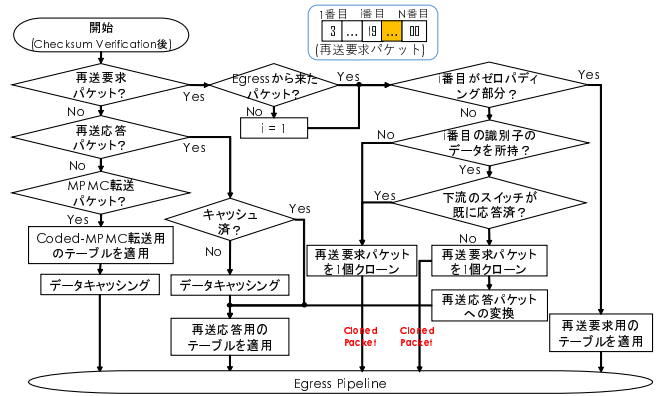 1番目 i番目 N番目
3 ... 19 ... 00
(再送要求パケット)
開始
(Checksum Verification後)
再送要求
パケット?
Yes
No
Egressから来た
パケット?
Yes
No
i = 1
i番目がゼロパディ
ング部分?
Yes
No
i番目の識別子の
データを所持?
No
Yes
下流のスイッチが
既に応答済?
Yes
No
再送応答
パケット?
Yes
No
MPMC転送
パケット?
Yes
Coded-MPMC転送用
のテーブルを適用
データキャッシング
キャッシュ
済?
Yes
No
データキャッシング
再送応答用の
テーブルを適用
再送要求パケット
を1個クローン
再送要求パケット
を1個クローン
再送応答パケット
への変換
Cloned
Packet
Cloned
Packet
再送要求用の
テーブルを適用
Egress Pipeline